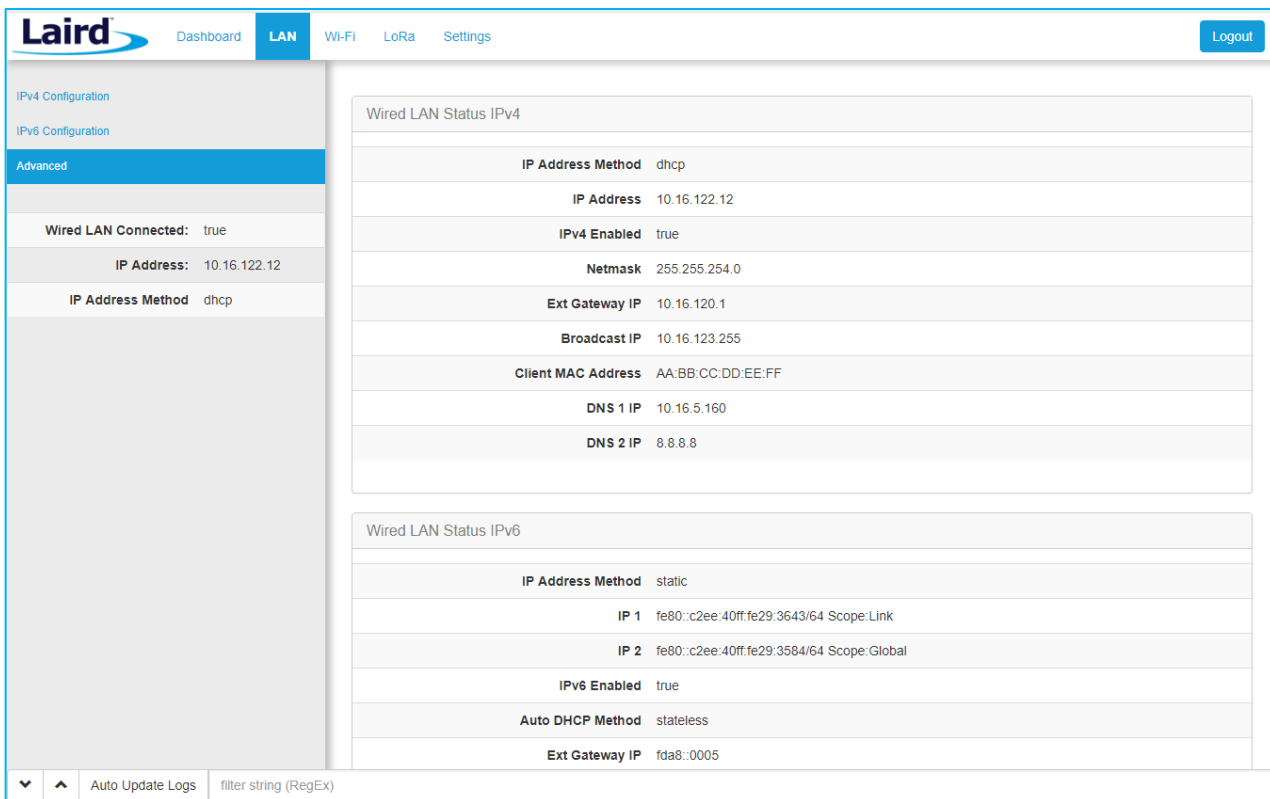 Laird™
Dashboard LAN Wi-Fi LoRa Settings Logout
IPv4 Configuration
IPv6 Configuration
Advanced
Wired LAN Connected: true
IP Address: 10.16.122.12
IP Address Method dhcp
Wired LAN Status IPv4
IP Address Method dhcp
IP Address 10.16.122.12
IPv4 Enabled true
Netmask 255.255.254.0
Ext Gateway IP 10.16.120.1
Broadcast IP 10.16.123.255
Client MAC Address AA:BB:CC:DD:EE:FF
DNS 1 IP 10.16.5.160
DNS 2 IP 8.8.8.8
Wired LAN Status IPv6
IP Address Method static
IP 1 fe80::c2ee:40ff:fe29:3643/64 Scope:Link
IP 2 fe80::c2ee:40ff:fe29:3584/64 Scope:Global
IPv6 Enabled true
Auto DHCP Method stateless
Ext Gateway IP fda8::0005
Auto Update Logs filter string (RegEx)